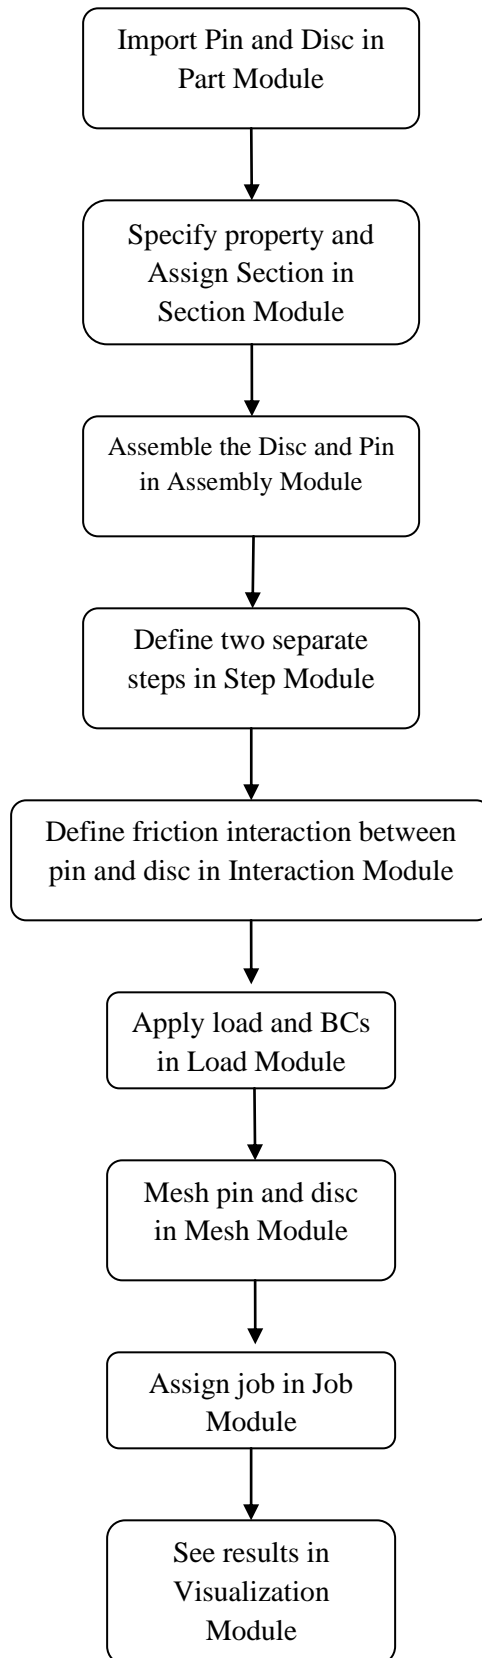 Import Pin and Disc in
Part Module
Specify property and
Assign Section in
Section Module
Assemble the Disc and Pin
in Assembly Module
Define two separate
steps in Step Module
Define friction interaction between
pin and disc in Interaction Module
Apply load and BCs
in Load Module
Mesh pin and disc
in Mesh Module
Assign job in Job
Module
See results in
Visualization
Module